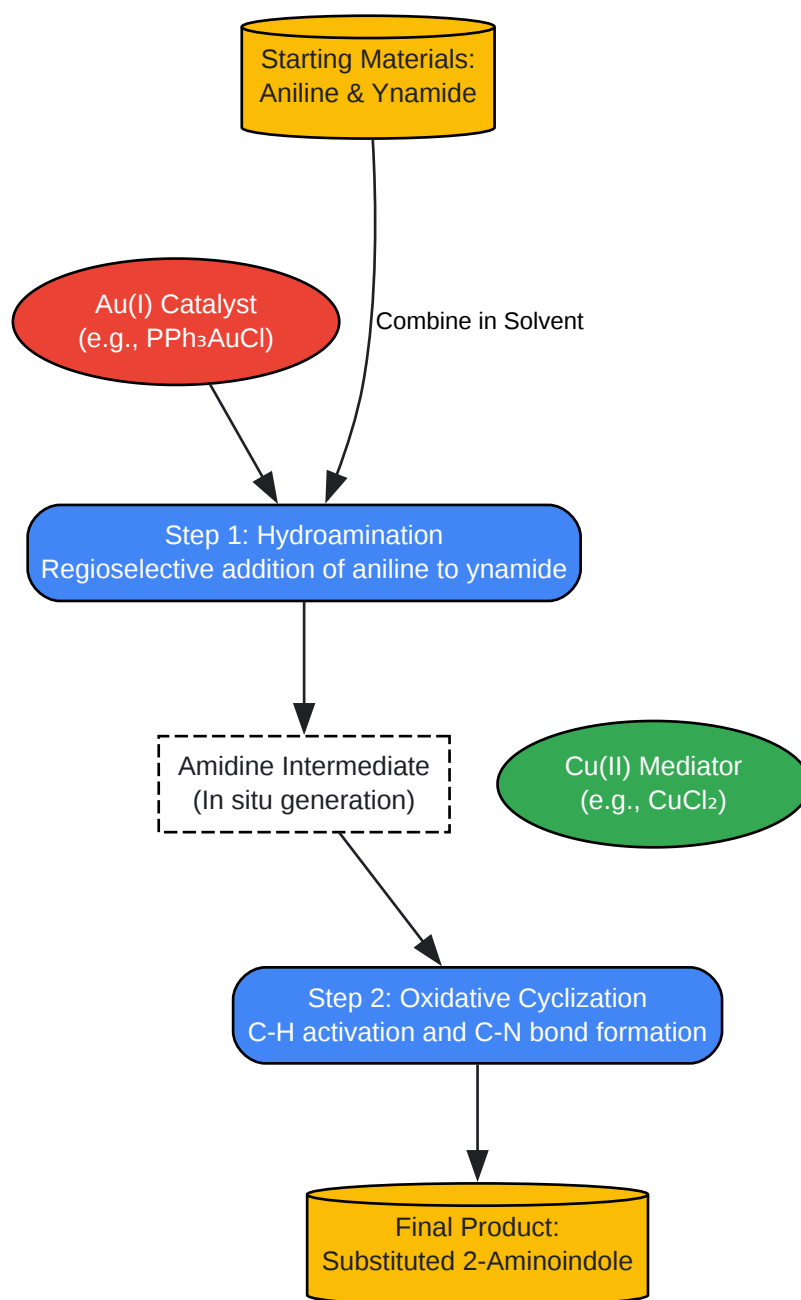 Starting Materials:
Aniline & Ynamide
Au(I) Catalyst
(e.g., PPh₃AuCl)
Combine in Solvent
Step 1: Hydroamination
Regioselective addition of aniline to ynamide
Amidine Intermediate
(In situ generation)
Cu(II) Mediator
(e.g., CuCl₂)
Step 2: Oxidative Cyclization
C-H activation and C-N bond formation
Final Product:
Substituted 2-Aminoindole